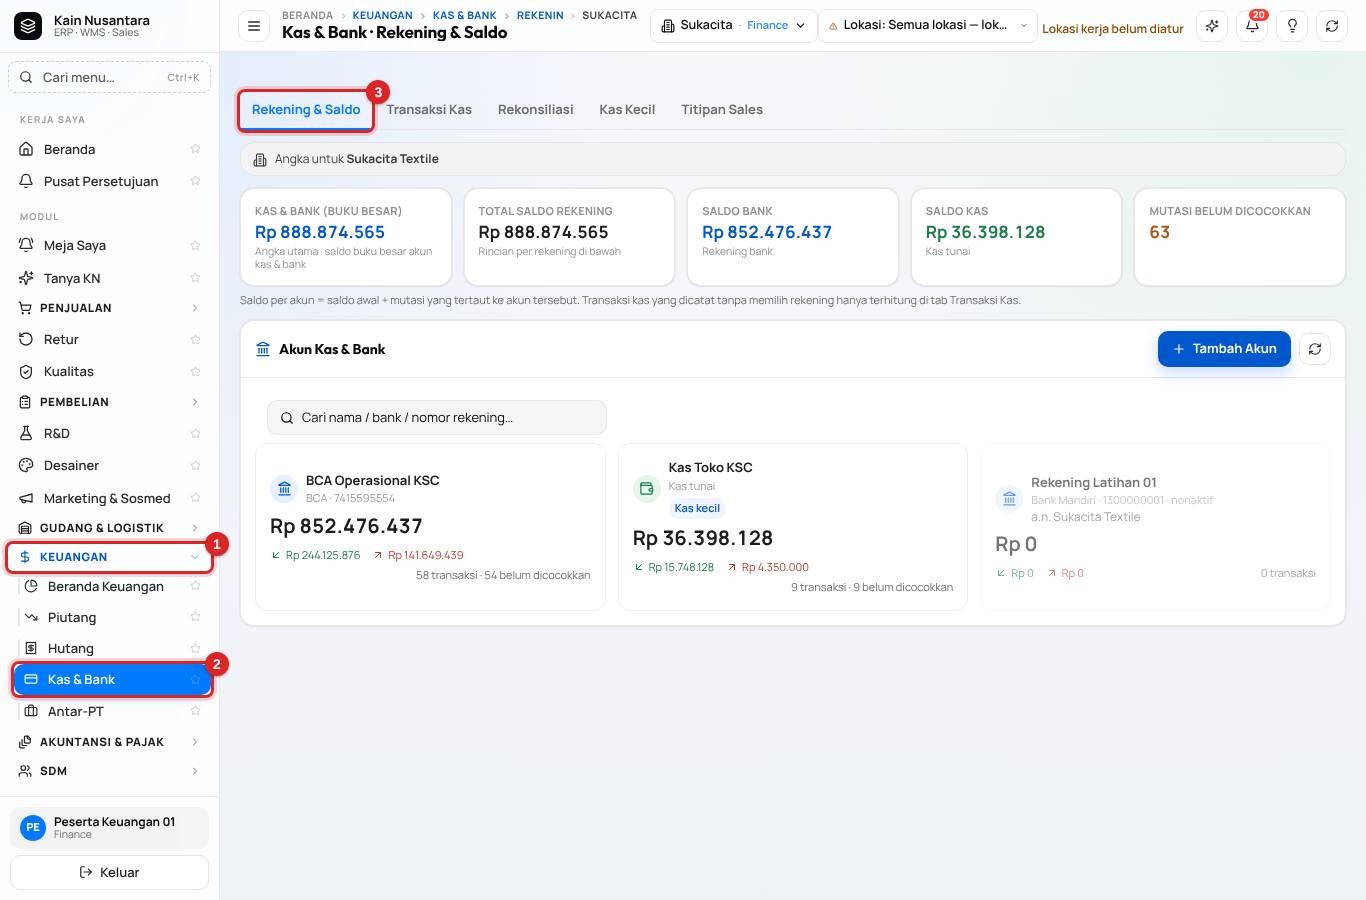 Kain Nusantara
ERP · WMS · Sales
Cari menu...
Ctrl+K
KERJA SAYA
Beranda
Pusat Persetujuan
MODUL
Meja Saya
Tanya KN
PENJUALAN
Retur
Kualitas
PEMBELIAN
R&D
Desainer
Marketing & Sosmed
GUDANG & LOGISTIK
KEUANGAN
1
Beranda Keuangan
Piutang
Hutang
Kas & Bank
2
Antar-PT
AKUNTANSI & PAJAK
SDM
PE
Peserta Keuangan 01
Finance
Keluar
BERANDA > KEUANGAN > KAS & BANK > REKENIN > SUKACITA
Kas & Bank · Rekening & Saldo
Sukacita · Finance
Lokasi: Semua lokasi — lok...
Lokasi kerja belum diatur
20
Rekening & Saldo
3
Transaksi Kas
Rekonsiliasi
Kas Kecil
Titipan Sales
Angka untuk Sukacita Textile
KAS & BANK (BUKU BESAR)
Rp 888.874.565
Angka utama · saldo buku besar akun
kas & bank
TOTAL SALDO REKENING
Rp 888.874.565
Rincian per rekening di bawah
SALDO BANK
Rp 852.476.437
Rekening bank
SALDO KAS
Rp 36.398.128
Kas tunai
MUTASI BELUM DICOCOKKAN
63
Saldo per akun = saldo awal + mutasi yang tertaut ke akun tersebut. Transaksi kas yang dicatat tanpa memilih rekening hanya terhitung di tab Transaksi Kas.
Akun Kas & Bank
Tambah Akun
Cari nama / bank / nomor rekening...
BCA Operasional KSC
BCA · 7415595554
Rp 852.476.437
Rp 244.125.876
Rp 141.649.439
58 transaksi · 54 belum dicocokkan
Kas Toko KSC
Kas tunai
Kas kecil
Rp 36.398.128
Rp 15.748.128
Rp 4.350.000
9 transaksi · 9 belum dicocokkan
Rekening Latihan 01
Bank Mandiri · 1300000001 · nonaktif
a.n. Sukacita Textile
Rp 0
Rp 0
Rp 0
0 transaksi